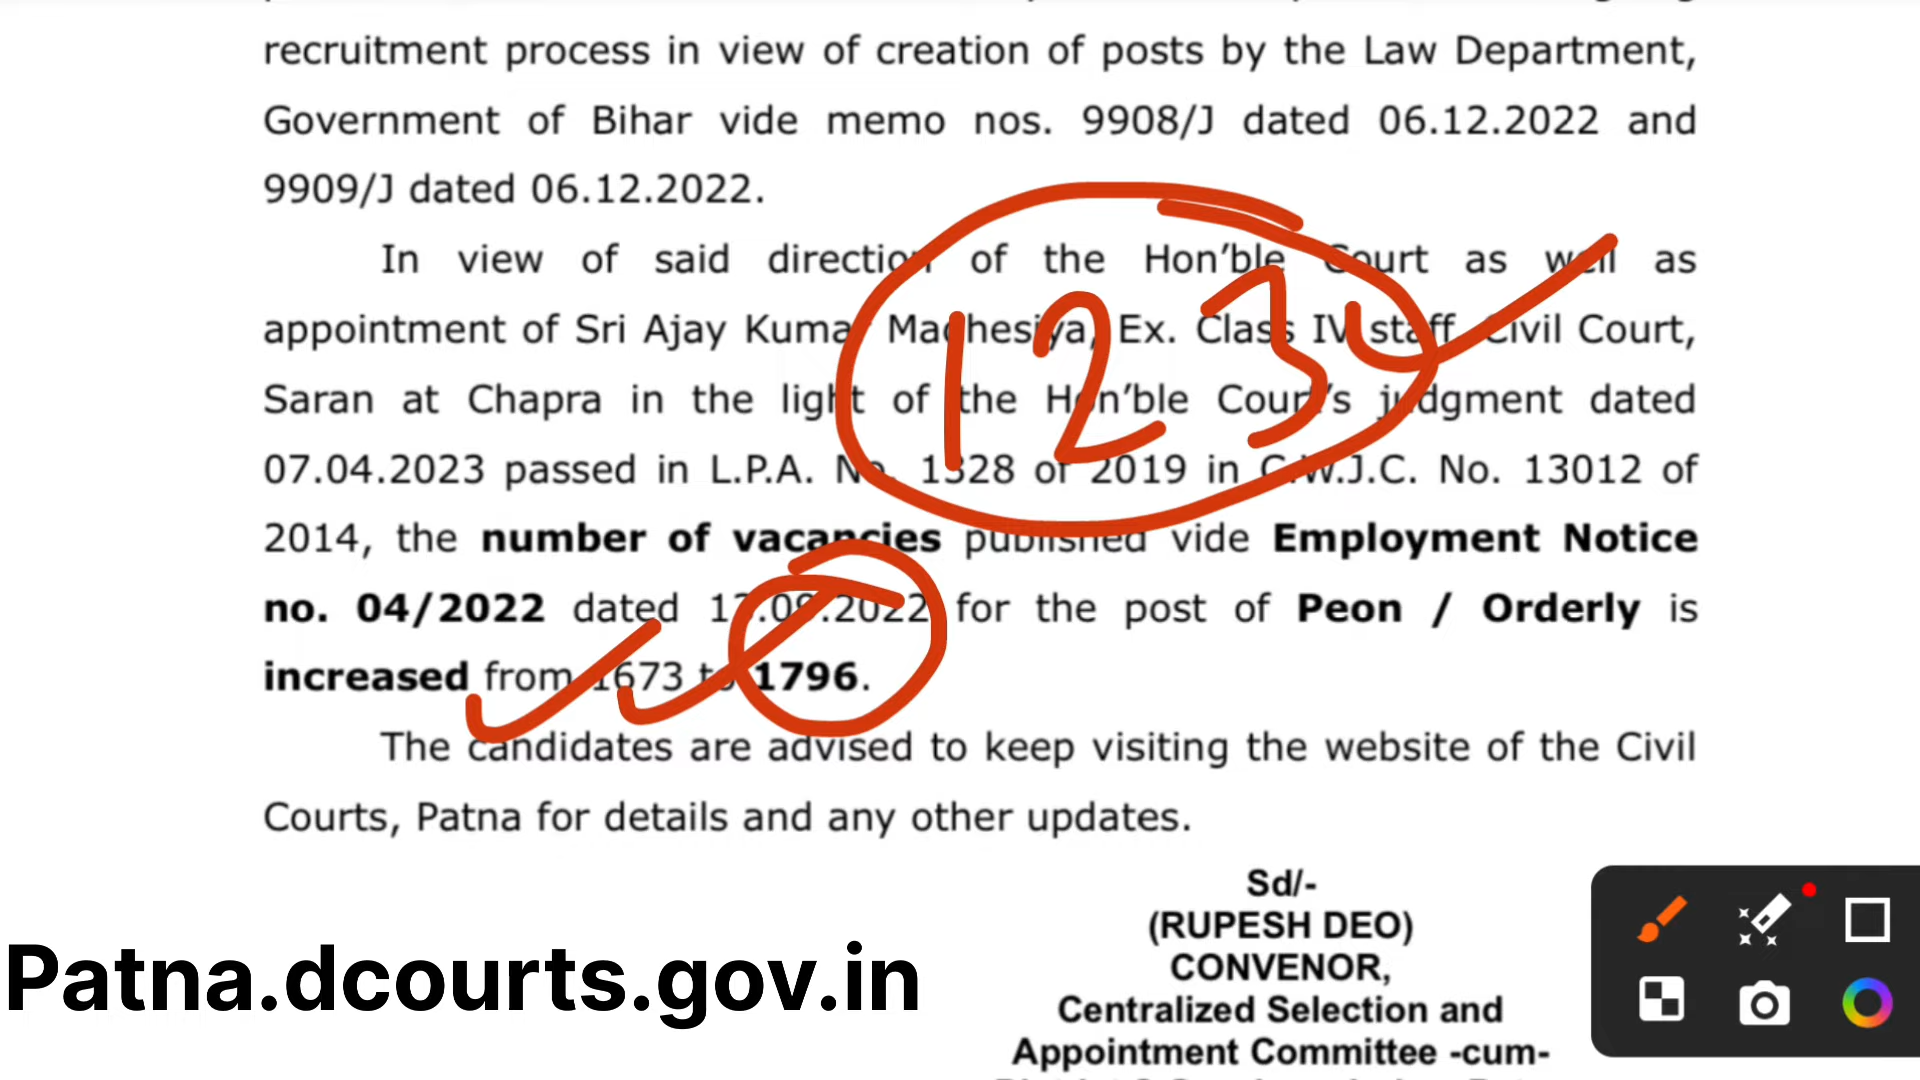 recruitment process in view of creation of posts by the Law Department,
Government of Bihar vide memo nos. 9908/J dated 06.12.2022 and
9909/J dated 06.12.2022.
In view of said direction of the Hon’ble Court as well as
appointment of Sri Ajay Kumar Madhesiya, Ex. Class IV staff, Civil Court,
Saran at Chapra in the light of the Hon’ble Court’s judgment dated
07.04.2023 passed in L.P.A. No. 1328 of 2019 in C.W.J.C. No. 13012 of
2014, the number of vacancies published vide Employment Notice
no. 04/2022 dated for the post of Peon / Orderly is
increased from 1673 to 1796.
The candidates are advised to keep visiting the website of the Civil
Courts, Patna for details and any other updates.
123
Sd/-
(RUPESH DEO)
CONVENOR,
Centralized Selection and
Appointment Committee -cum-
Patna.dcourts.gov.in